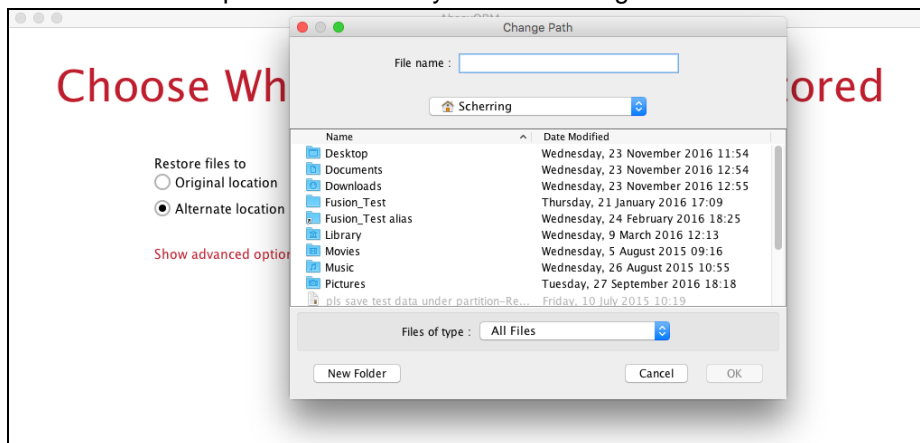 Change Path
File name :
Choose Wh ored
Scherring
Name Date Modified
Desktop Wednesday, 23 November 2016 11:54
Documents Wednesday, 23 November 2016 12:54
Downloads Wednesday, 23 November 2016 12:55
Fusion_Test Thursday, 21 January 2016 17:09
Fusion_Test alias Wednesday, 24 February 2016 18:25
Library Wednesday, 9 March 2016 12:13
Movies Wednesday, 5 August 2015 09:16
Music Wednesday, 26 August 2015 10:55
Pictures Tuesday, 27 September 2016 18:18
pls save test data under partition-Re... Friday, 10 July 2015 10:19
Restore files to
Original location
Alternate location
Show advanced option
Files of type : All Files
New Folder Cancel OK